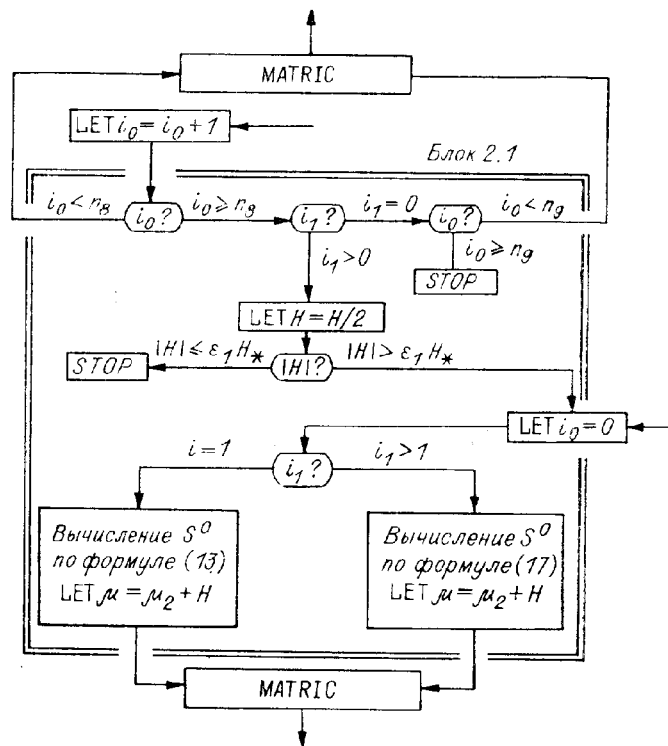 MATRIC
LET i₀ = i₀ + 1
Блок 2.1
i₀ < n₈
i₀?
i₀ ≥ n₈
i₁?
i₁ = 0
i₀?
i₀ < n₉
i₁ > 0
i₀ ≥ n₉
STOP
LET H = H/2
STOP
|H| ≤ ε₁H*
|H|?
|H| > ε₁H*
LET i₀ = 0
i = 1
i₁?
i₁ > 1
Вычисление S⁰
по формуле (13)
LET μ = μ₂ + H
Вычисление S⁰
по формуле (17)
LET μ = μ₂ + H
MATRIC